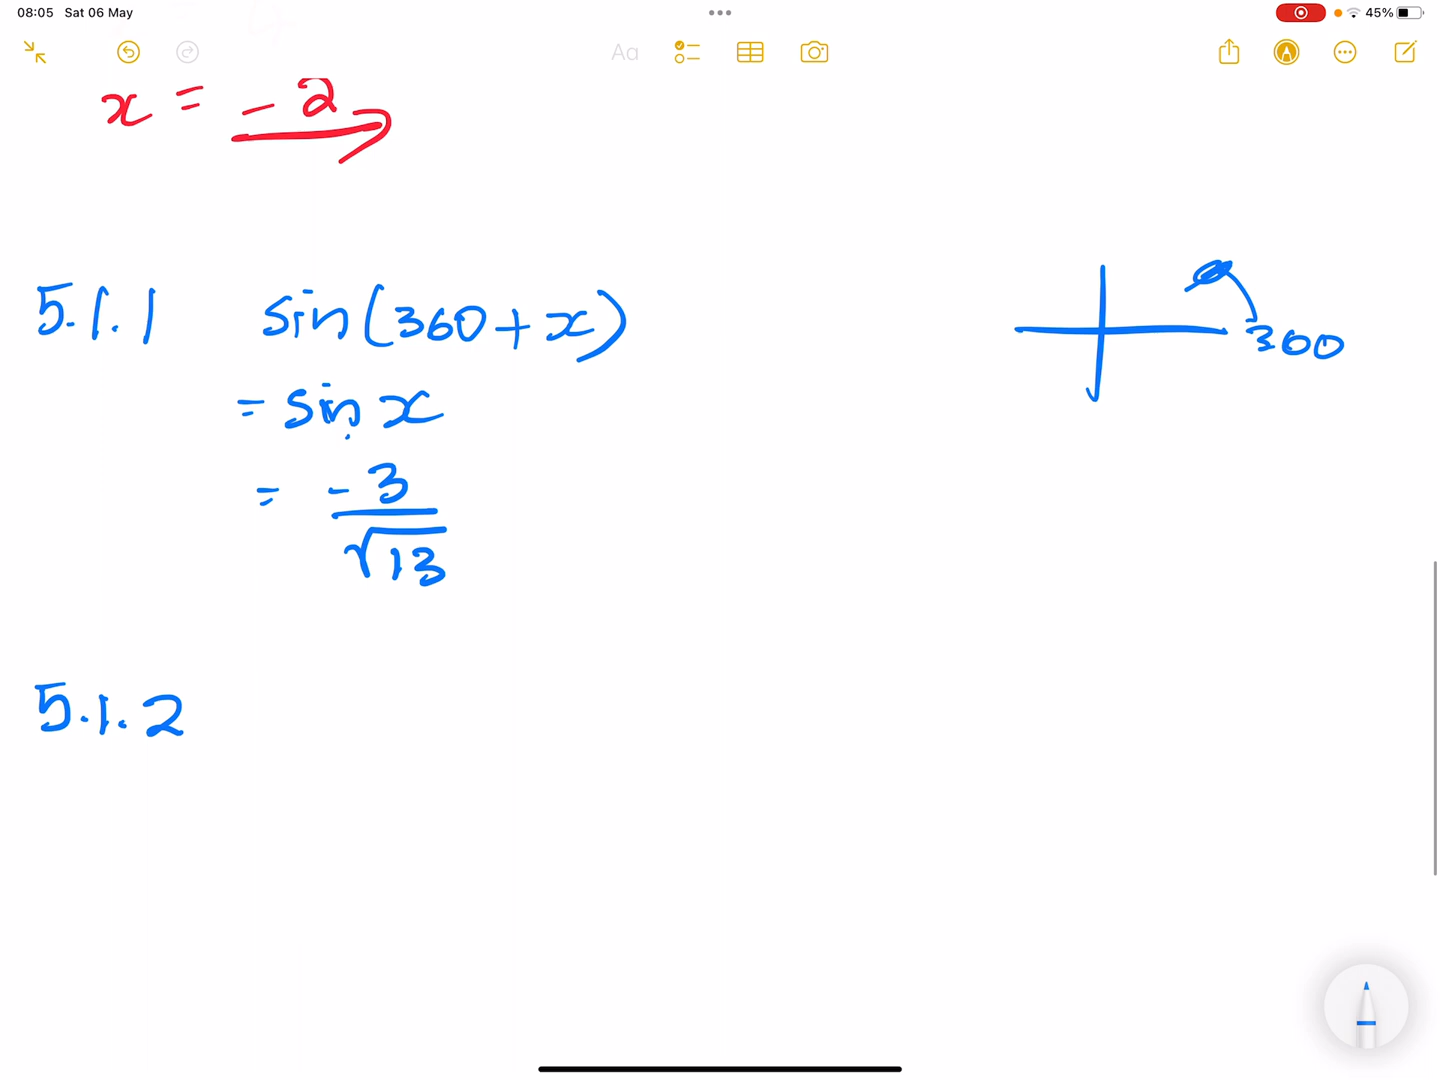 08:05 Sat 06 May 45%
Aa
x = -2
5.1.1 sin(360+x)
360
= sin x
= -3/√13
5.1.2